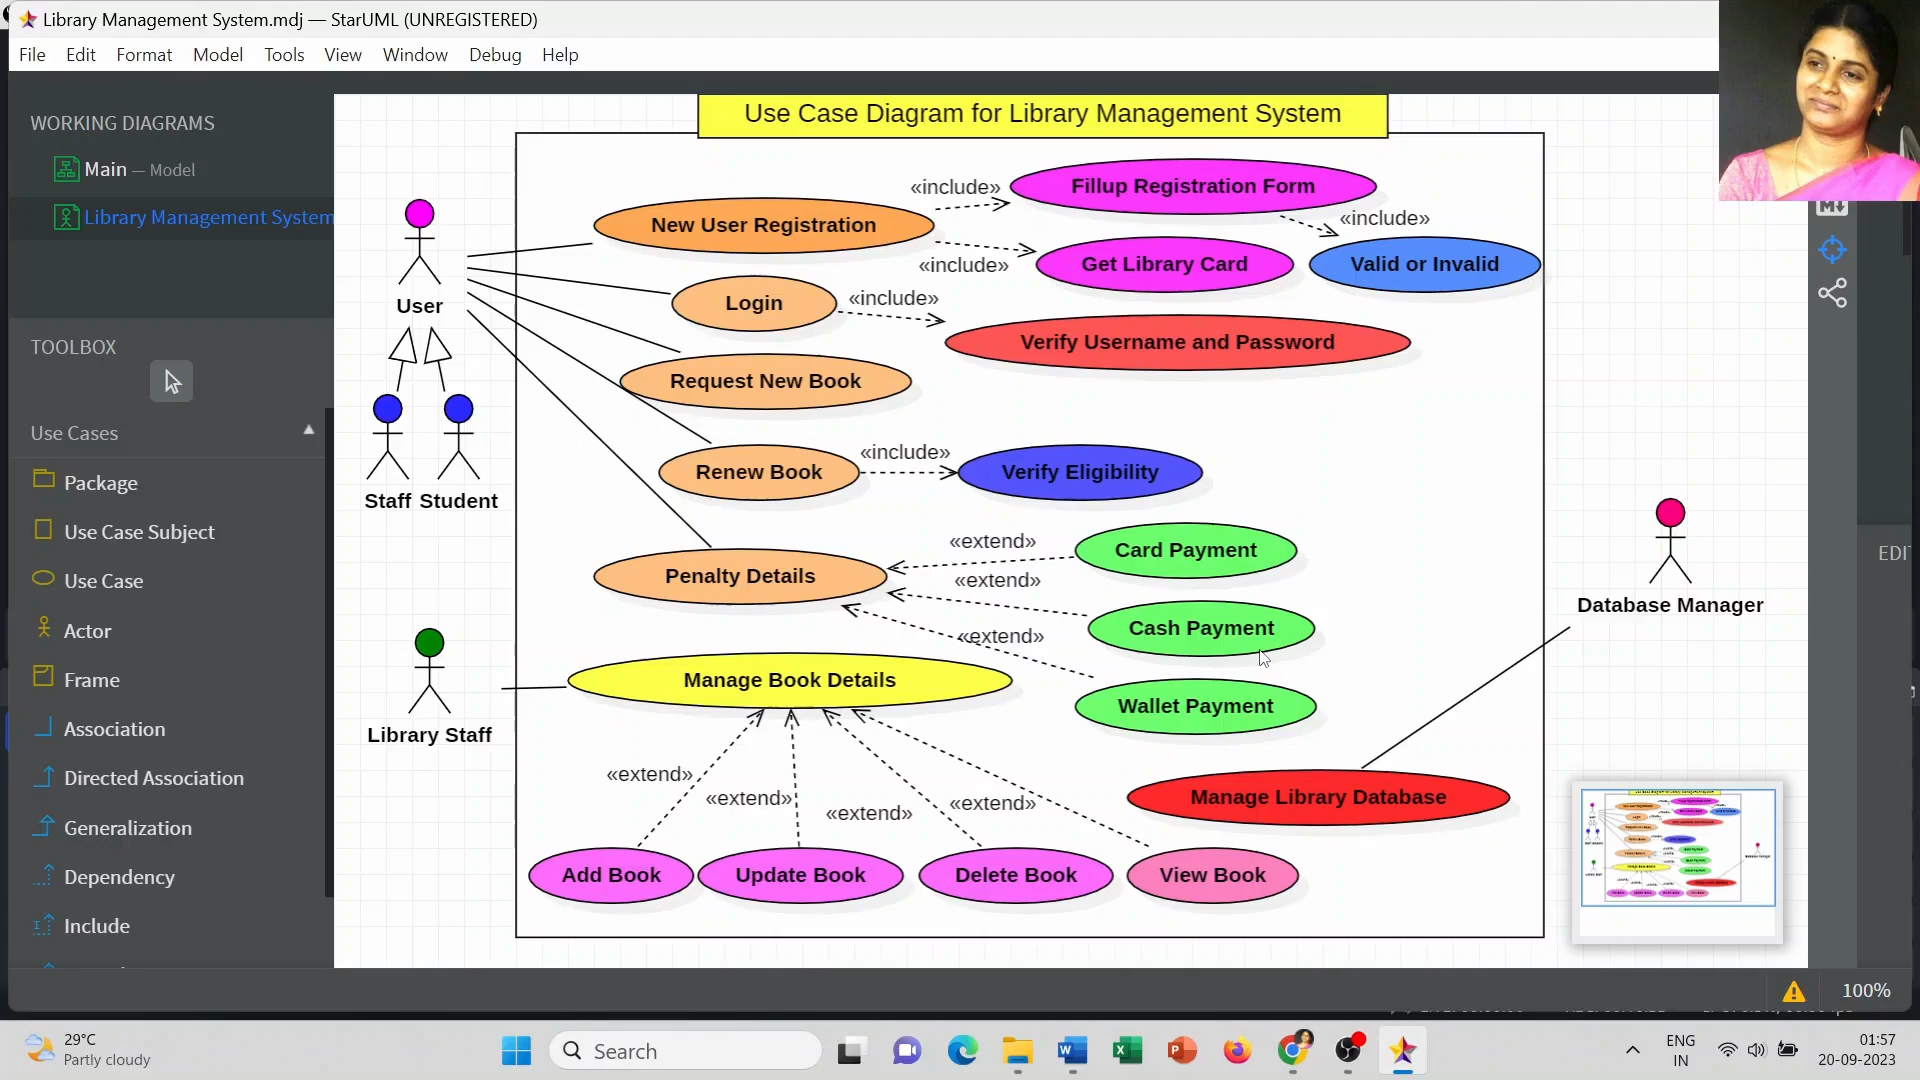 Library Management System.mdj — StarUML (UNREGISTERED)
File Edit Format Model Tools View Window Debug Help
WORKING DIAGRAMS
Main — Model
Library Management System
TOOLBOX
Use Cases
Package
Use Case Subject
Use Case
Actor
Frame
Association
Directed Association
Generalization
Dependency
Include
Use Case Diagram for Library Management System
User
Staff Student
Library Staff
Database Manager
New User Registration
«include»
Fillup Registration Form
«include»
«include»
Get Library Card
Valid or Invalid
Login
«include»
Verify Username and Password
Request New Book
Renew Book
«include»
Verify Eligibility
Penalty Details
«extend»
Card Payment
«extend»
Cash Payment
«extend»
Wallet Payment
Manage Book Details
«extend»
«extend»
«extend»
«extend»
Manage Library Database
Add Book
Update Book
Delete Book
View Book
M
EDIT
100%
29°C
Partly cloudy
Search
ENG
IN
01:57
20-09-2023